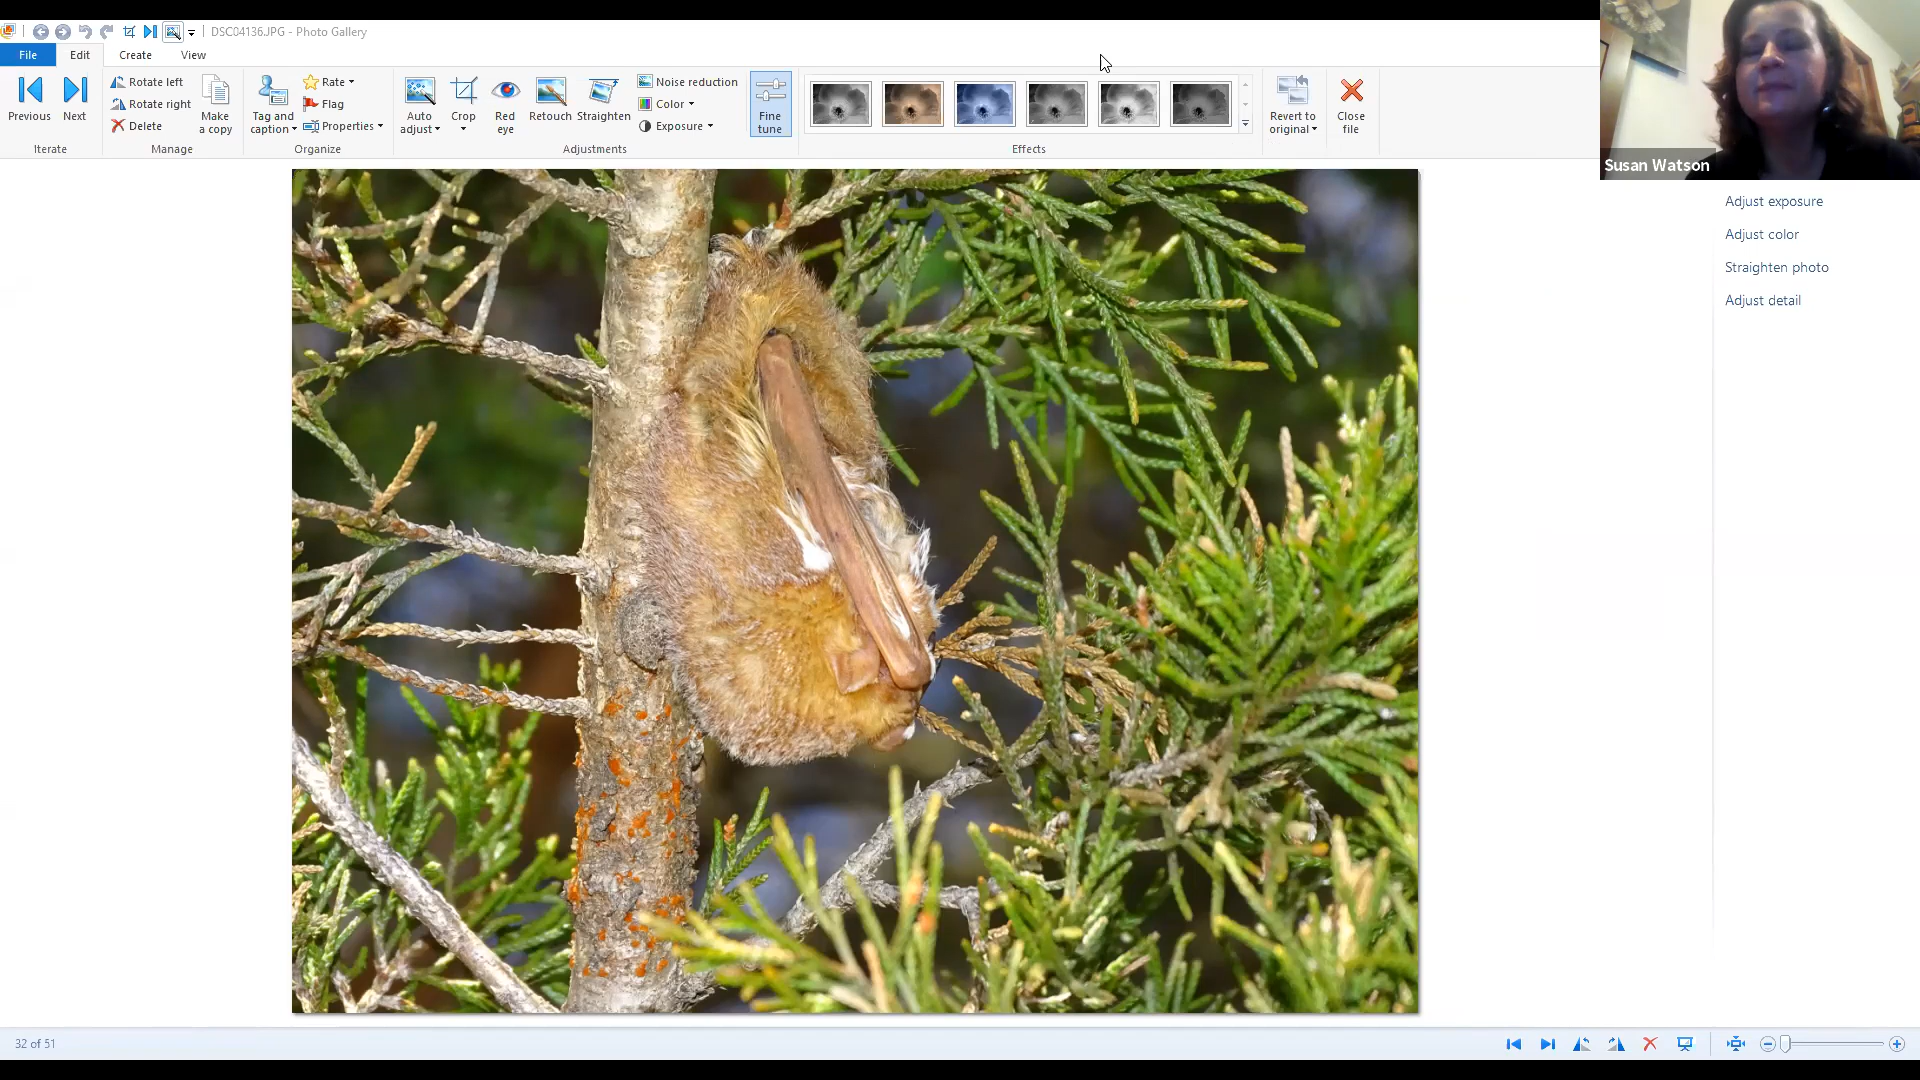 DSC04136.JPG - Photo Gallery
File
Edit
Create
View
Previous
Next
Iterate
Rotate left
Rotate right
Delete
Make
a copy
Manage
Tag and
caption
Rate
Flag
Properties
Organize
Auto
adjust
Crop
Red
eye
Retouch
Straighten
Noise reduction
Color
Exposure
Adjustments
Fine
tune
Effects
Revert to
original
Close
file
Susan Watson
Adjust exposure
Adjust color
Straighten photo
Adjust detail
32 of 51